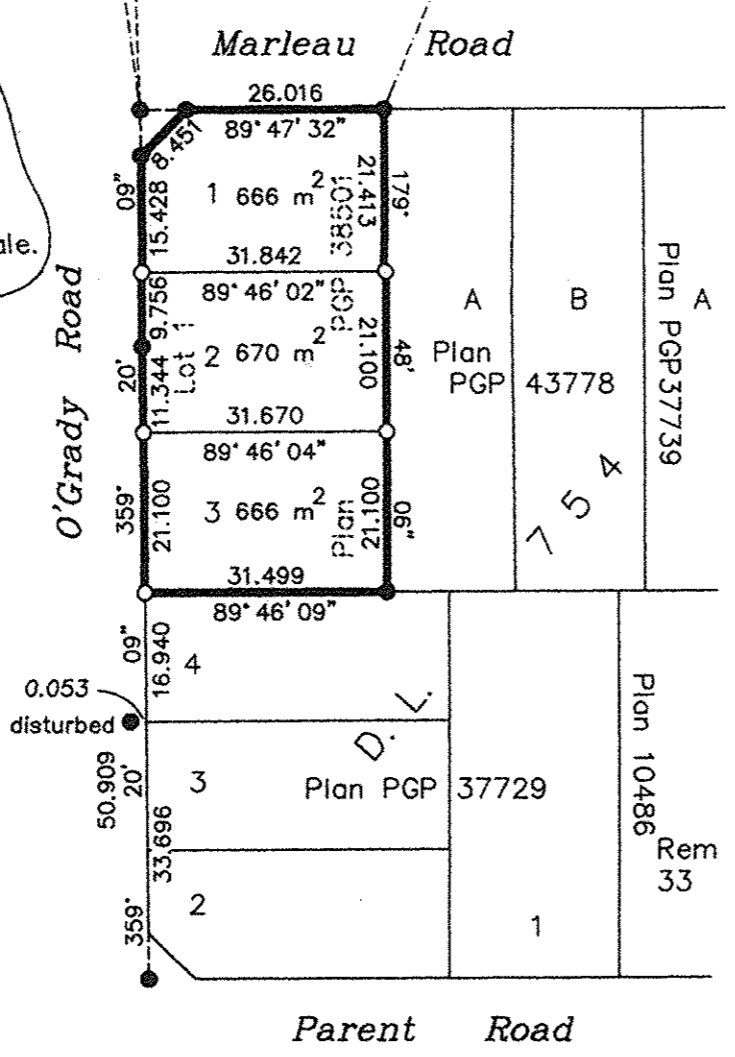 Marleau Road
26.016
89° 47' 32"
8.451
09"
15.428
1 666 m²
PGP 38501
21.413
179°
ale.
31.842
89° 46' 02"
O'Grady Road
20'
9.756
11.344
Lot 1
2 670 m²
21.100
48'
A
B
A
Plan
PGP 43778
Plan PGP37739
31.670
89° 46' 04"
359°
21.100
3 666 m²
Plan
21.100
06"
7 5 4
31.499
89° 46' 09"
09"
16.940
4
0.053
disturbed
D. L.
50.909
20'
3
Plan PGP 37729
Plan 10486
33.696
Rem
33
359°
2
1
Parent Road